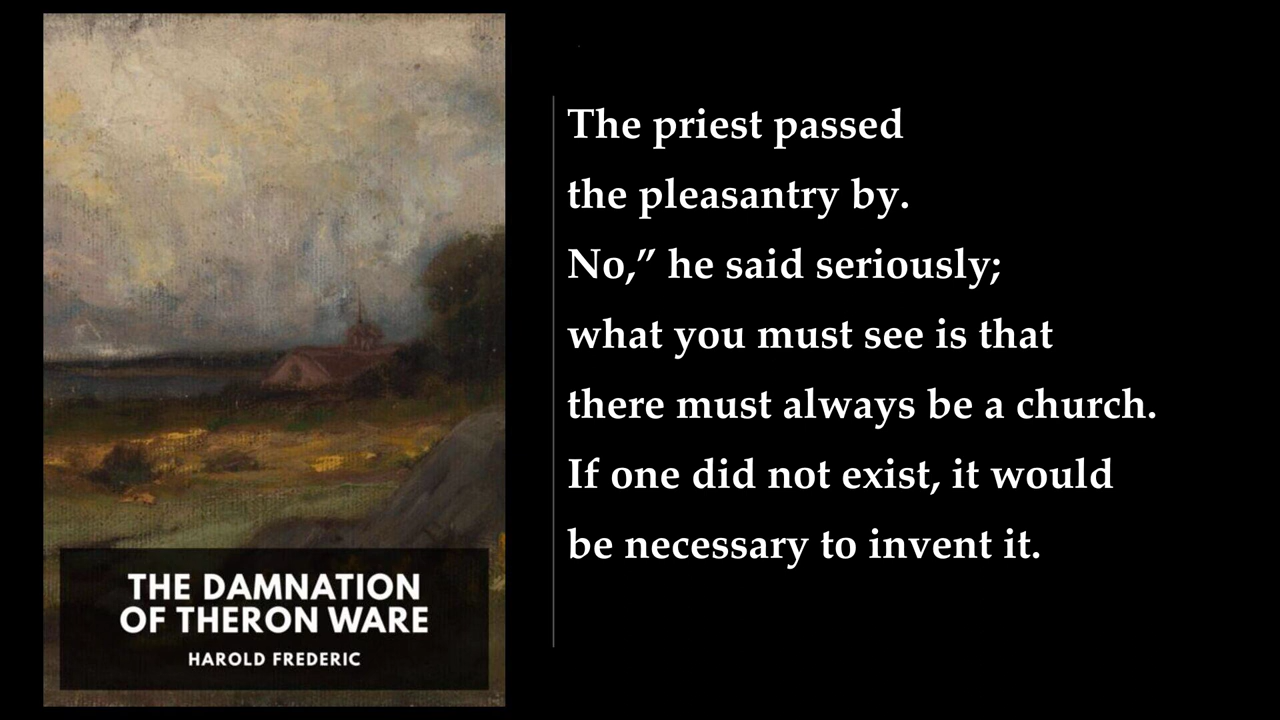 THE DAMNATION
OF THERON WARE
HAROLD FREDERIC
The priest passed
the pleasantry by.
No,” he said seriously;
what you must see is that
there must always be a church.
If one did not exist, it would
be necessary to invent it.